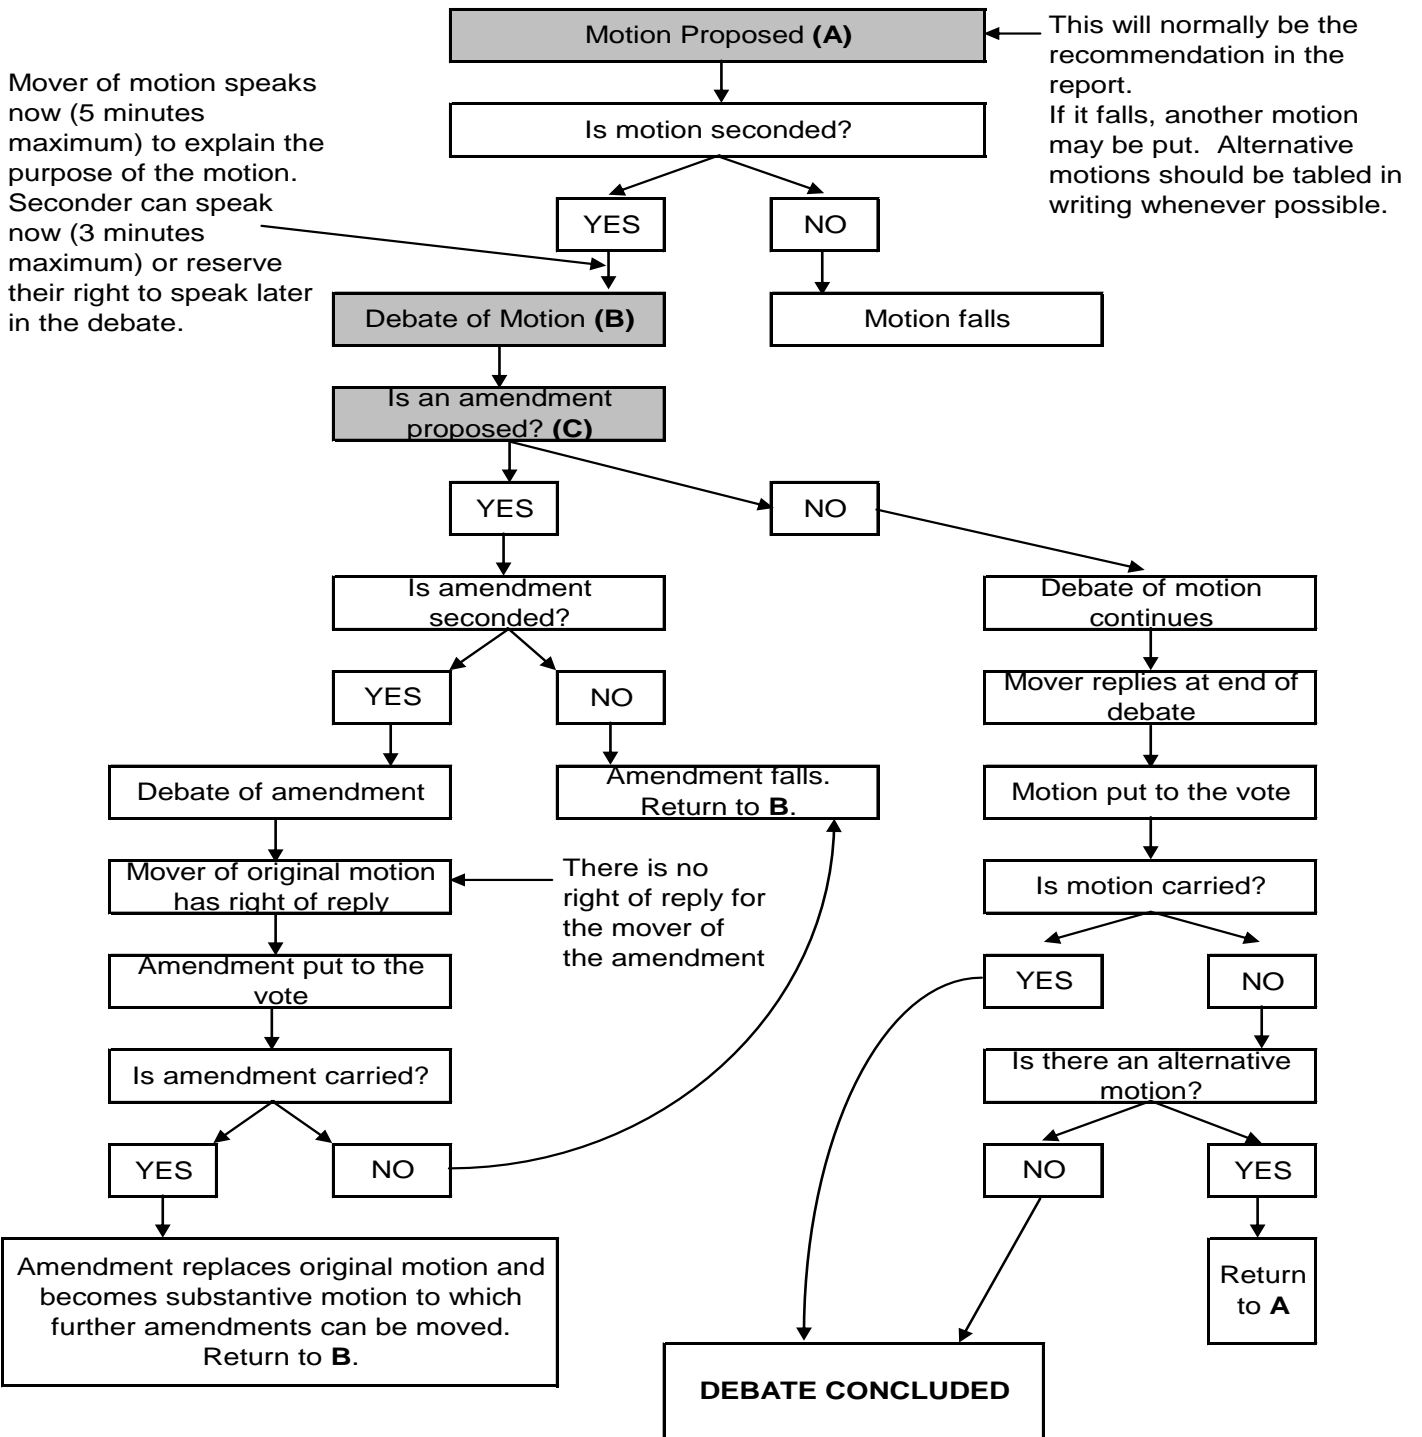 Motion Proposed (A)
This will normally be the
recommendation in the
report.
If it falls, another motion
may be put. Alternative
motions should be tabled in
writing whenever possible.
Mover of motion speaks
now (5 minutes
maximum) to explain the
purpose of the motion.
Seconder can speak
now (3 minutes
maximum) or reserve
their right to speak later
in the debate.
Is motion seconded?
YES
NO
Debate of Motion (B)
Motion falls
Is an amendment
proposed? (C)
YES
NO
Is amendment
seconded?
Debate of motion
continues
YES
NO
Mover replies at end of
debate
Debate of amendment
Amendment falls.
Return to B.
Motion put to the vote
Mover of original motion
has right of reply
There is no
right of reply for
the mover of
the amendment
Is motion carried?
Amendment put to the
vote
YES
NO
Is amendment carried?
Is there an alternative
motion?
YES
NO
NO
YES
Amendment replaces original motion and
becomes substantive motion to which
further amendments can be moved.
Return to B.
Return
to A
DEBATE CONCLUDED